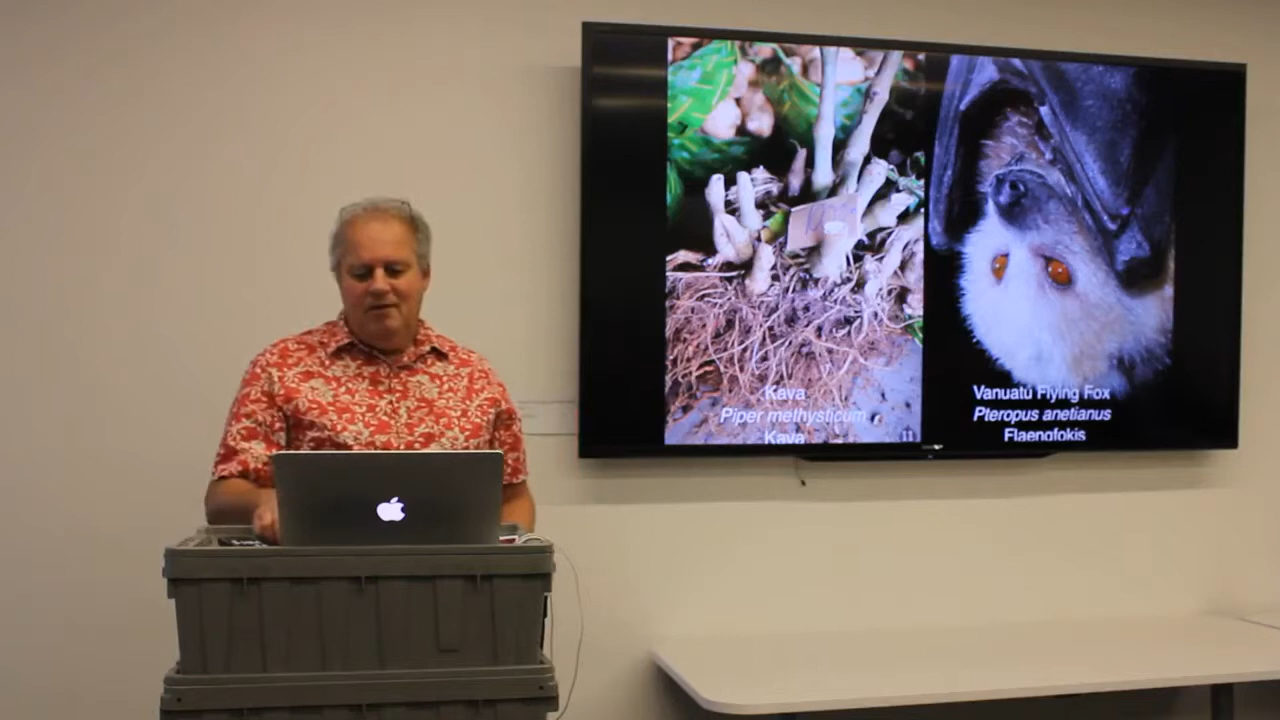 Kava
Piper methysticum
Kava
11
Vanuatu Flying Fox
Pteropus anetianus
Flaengfokis